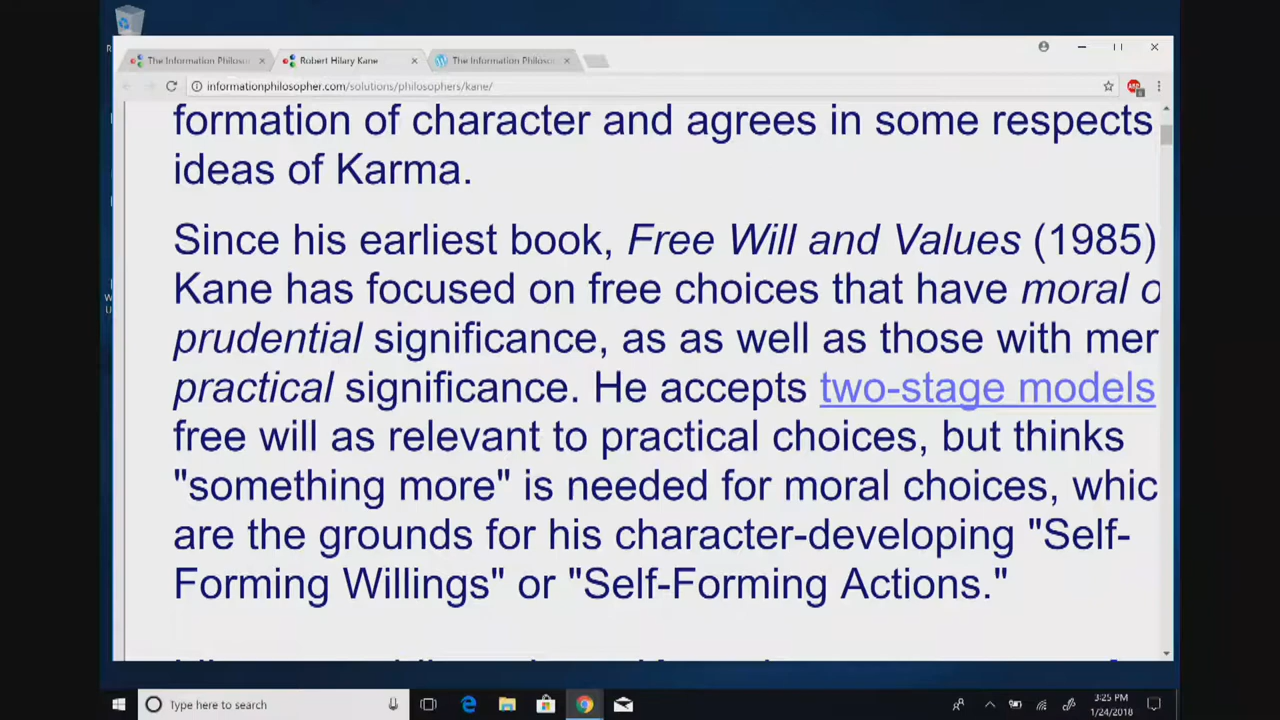 R
The Information Philoso
Robert Hilary Kane
The Information Philoso
informationphilosopher.com/solutions/philosophers/kane/
formation of character and agrees in some respects
ideas of Karma.
Since his earliest book, Free Will and Values (1985)
Kane has focused on free choices that have moral o
prudential significance, as as well as those with mer
practical significance. He accepts two-stage models
free will as relevant to practical choices, but thinks
"something more" is needed for moral choices, whic
are the grounds for his character-developing "Self-
Forming Willings" or "Self-Forming Actions."
W
U
Type here to search
3:25 PM
1/24/2018